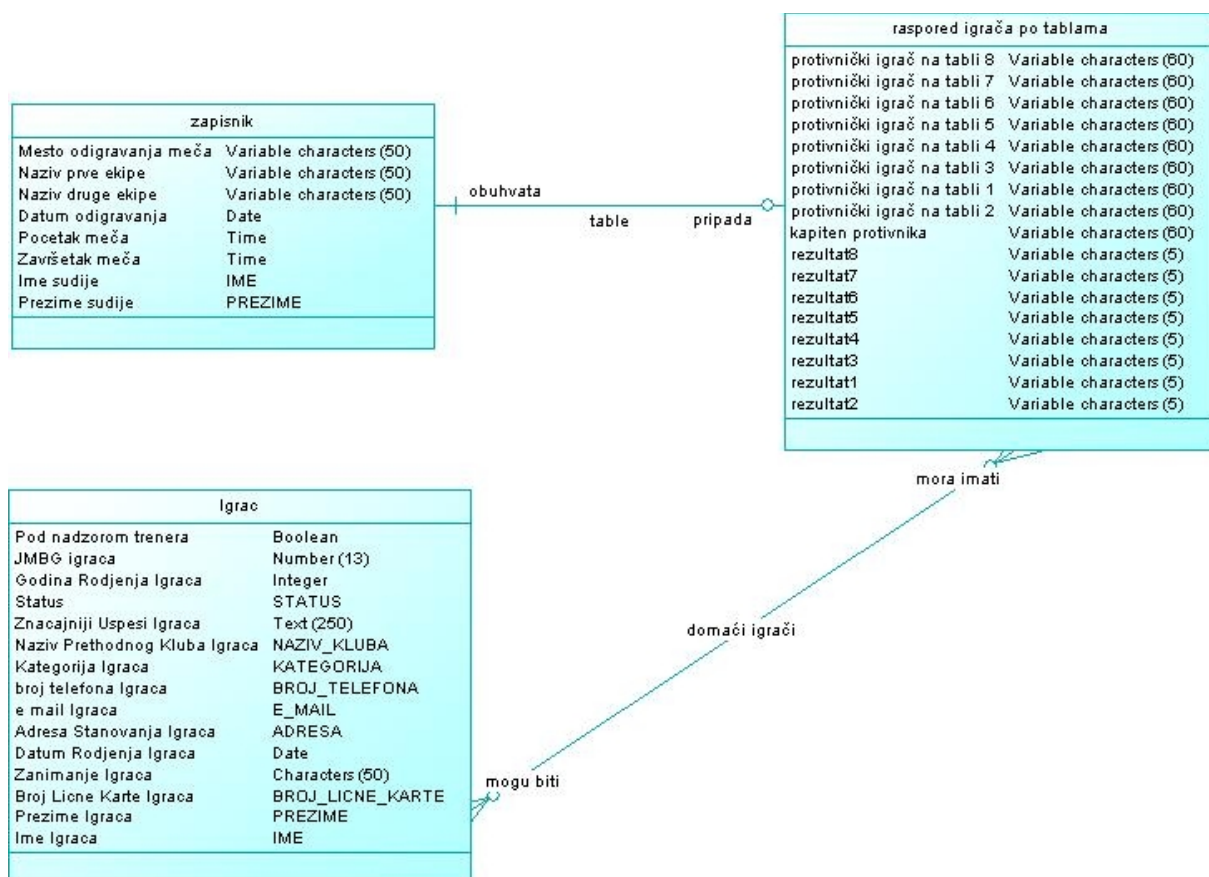 raspored igrača po tablama
protivnički igrač na tabli 8 Variable characters (60)
protivnički igrač na tabli 7 Variable characters (60)
protivnički igrač na tabli 6 Variable characters (60)
protivnički igrač na tabli 5 Variable characters (60)
protivnički igrač na tabli 4 Variable characters (60)
protivnički igrač na tabli 3 Variable characters (60)
protivnički igrač na tabli 1 Variable characters (60)
protivnički igrač na tabli 2 Variable characters (60)
kapiten protivnika Variable characters (60)
rezultat8 Variable characters (5)
rezultat7 Variable characters (5)
rezultat6 Variable characters (5)
rezultat5 Variable characters (5)
rezultat4 Variable characters (5)
rezultat3 Variable characters (5)
rezultat1 Variable characters (5)
rezultat2 Variable characters (5)
zapisnik
Mesto odigravanja meča Variable characters (50)
Naziv prve ekipe Variable characters (50)
Naziv druge ekipe Variable characters (50)
Datum odigravanja Date
Pocetak meča Time
Završetak meča Time
Ime sudije IME
Prezime sudije PREZIME
obuhvata
table
pripada
mora imati
domaći igrači
mogu biti
Igrac
Pod nadzorom trenera Boolean
JMBG igraca Number (13)
Godina Rodjenja Igraca Integer
Status STATUS
Znacajniji Uspesi Igraca Text (250)
Naziv Prethodnog Kluba Igraca NAZIV_KLUBA
Kategorija Igraca KATEGORIJA
broj telefona Igraca BROJ_TELEFONA
e mail Igraca E_MAIL
Adresa Stanovanja Igraca ADRESA
Datum Rodjenja Igraca Date
Zanimanje Igraca Characters (50)
Broj Licne Karte Igraca BROJ_LICNE_KARTE
Prezime Igraca PREZIME
Ime Igraca IME